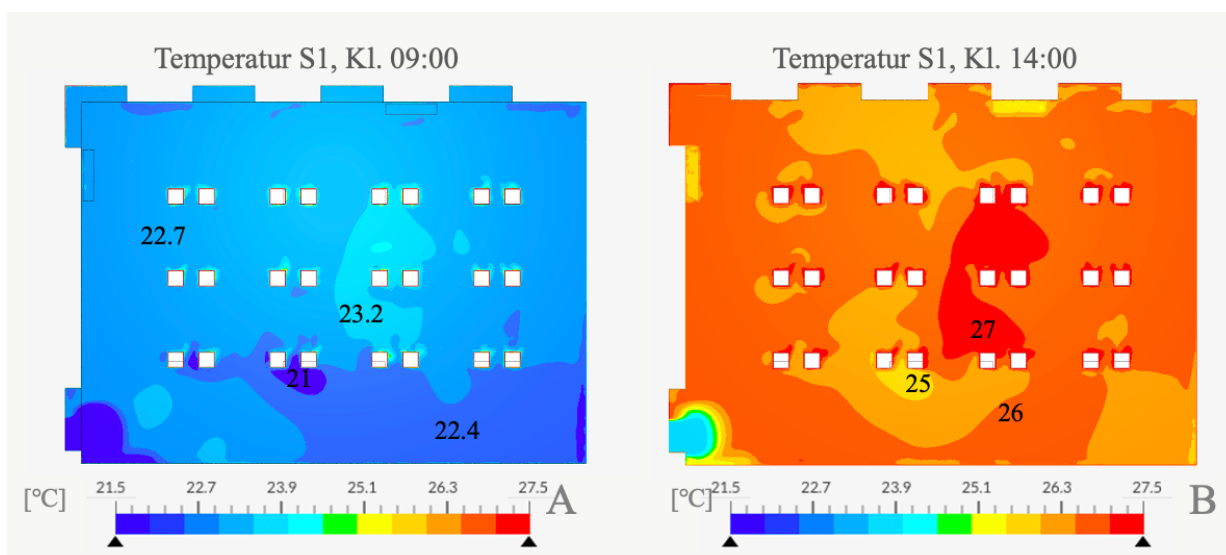 Temperatur S1, Kl. 09:00
22.7
23.2
21
22.4
[°C]
21.5 22.7 23.9 25.1 26.3 27.5
A
Temperatur S1, Kl. 14:00
27
25
26
[°C]
21.5 22.7 23.9 25.1 26.3 27.5
B